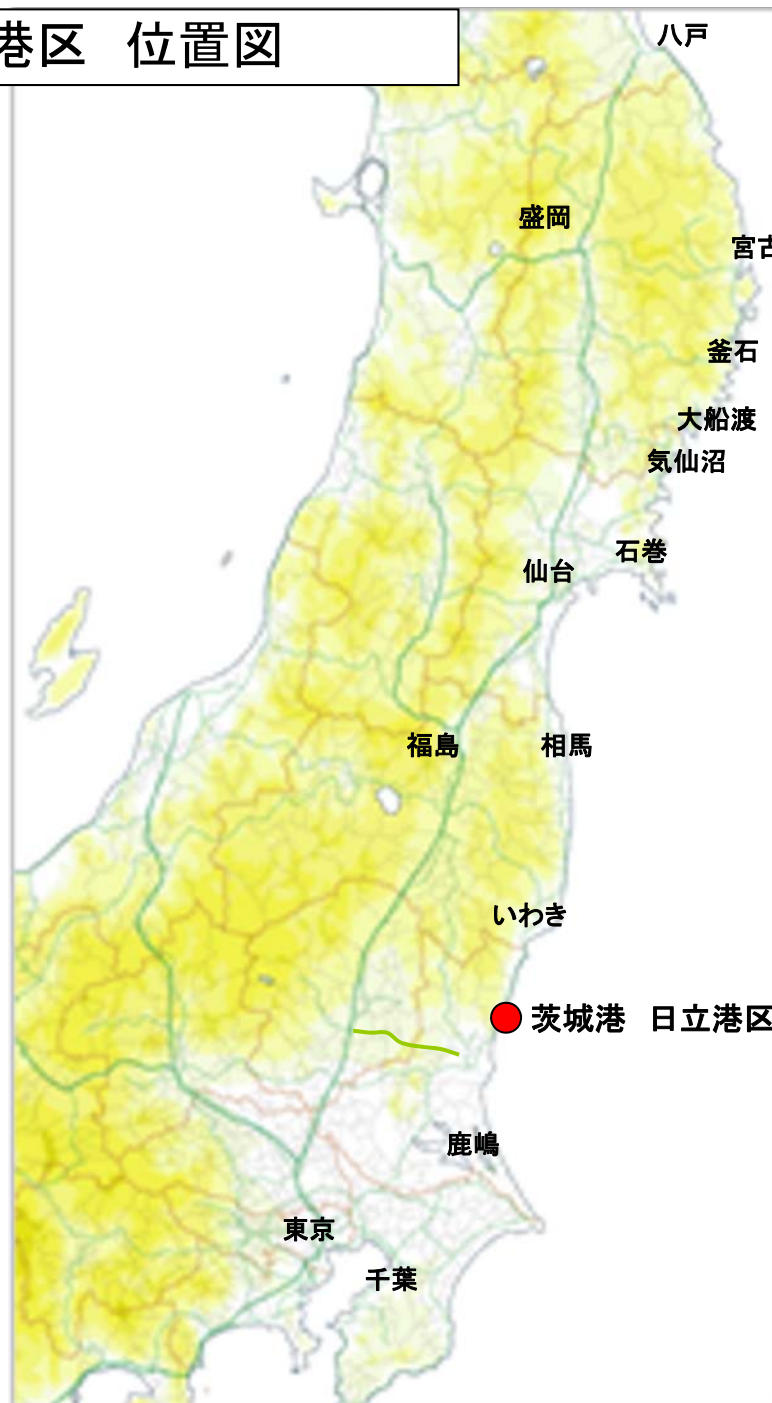 港区　位置図
八戸
盛岡
宮古
釜石
大船渡
気仙沼
石巻
仙台
福島
相馬
いわき
茨城港　日立港区
鹿嶋
東京
千葉